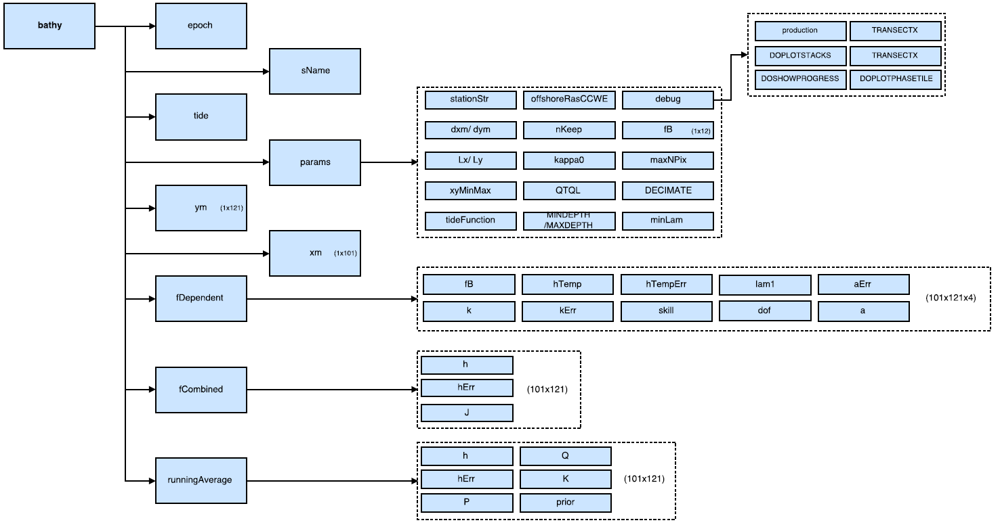 bathy
epoch
sName
tide
params
ym (1x121)
xm (1x101)
fDependent
fCombined
runningAverage
stationStr offshoreRasCCWE debug
dxm/ dym nKeep fB (1x12)
Lx/ Ly kappa0 maxNPix
xyMinMax QTQL DECIMATE
tideFunction MINDEPTH
/MAXDEPTH minLam
production TRANSECTX
DOPLOTSTACKS TRANSECTX
DOSHOWPROGRESS DOPLOTPHASETILE
fB hTemp hTempErr lam1 aErr
k kErr skill dof a
(101x121x4)
h
hErr
J
(101x121)
h Q
hErr K
P prior
(101x121)